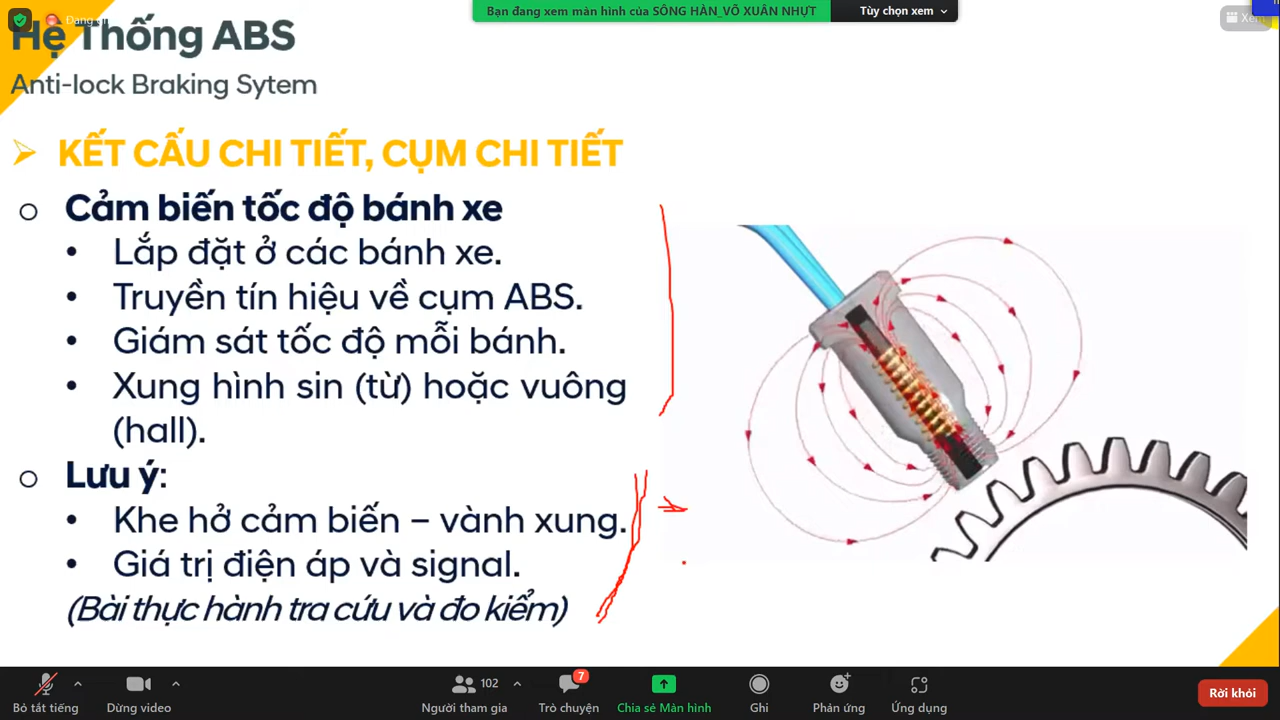 Bạn đang xem màn hình của SÔNG HÀN_VÕ XUÂN NHỰT
Tùy chọn xem
Hệ Thống ABS
Anti-lock Braking Sytem
KẾT CẤU CHI TIẾT, CỤM CHI TIẾT
Cảm biến tốc độ bánh xe
Lắp đặt ở các bánh xe.
Truyền tín hiệu về cụm ABS.
Giám sát tốc độ mỗi bánh.
Xung hình sin (từ) hoặc vuông
(hall).
Lưu ý:
Khe hở cảm biến – vành xung.
Giá trị điện áp và signal.
(Bài thực hành tra cứu và đo kiểm)
102
7
Bỏ tắt tiếng
Dừng video
Người tham gia
Trò chuyện
Chia sẻ Màn hình
Ghi
Phản ứng
Ứng dụng
Rời khỏi